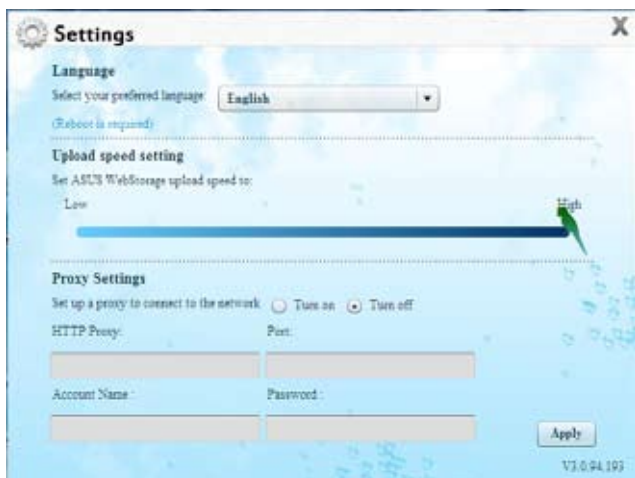 Settings
X
Language
Select your preferred language:
English
(Reboot is required)
Upload speed setting
Set ASUS WebStorage upload speed to:
Low High
Proxy Settings
Set up a proxy to connect to the network Turn on Turn off
HTTP Proxy: Port:
Account Name : Password :
Apply
V3.0.94.193